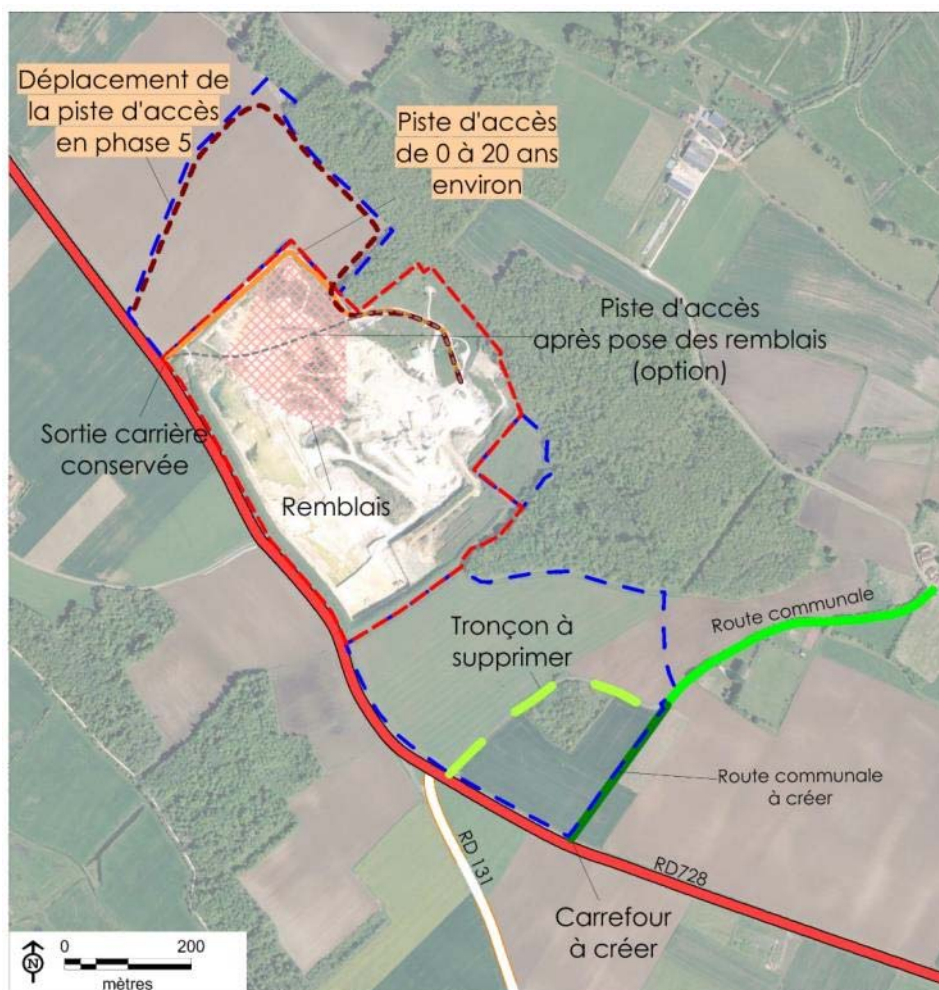 Déplacement de
la piste d'accès
en phase 5
Piste d'accès
de 0 à 20 ans
environ
Piste d'accès
après pose des remblais
(option)
Sortie carrière
conservée
Remblais
Tronçon à
supprimer
Route communale
Route communale
à créer
RD 131
RD728
Carrefour
à créer
N
0 200
mètres